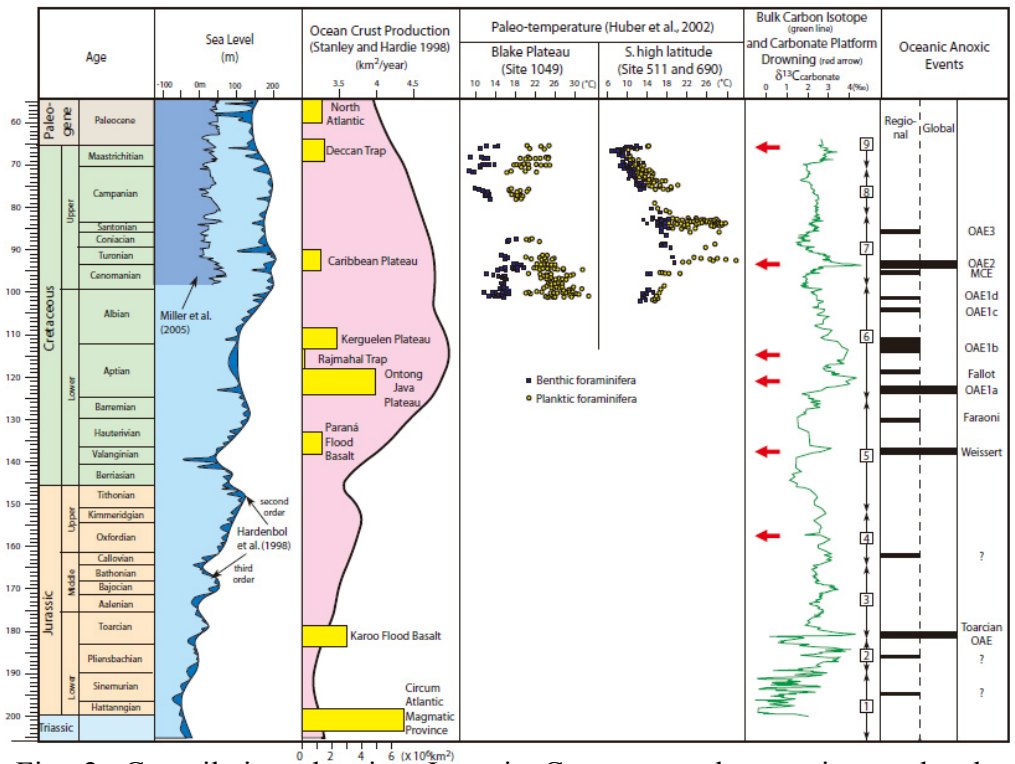 Age
Sea Level
(m)
-100 0m 100 200
Ocean Crust Production
(Stanley and Hardie 1998)
(km²/year)
3.5 4 4.5
Paleo-temperature (Huber et al., 2002)
Blake Plateau
(Site 1049)
10 14 18 22 26 30 (°C)
S. high latitude
(Site 511 and 690)
6 10 14 18 22 26 (°C)
Bulk Carbon Isotope
(green line)
and Carbonate Platform
Drowning (red arrow)
δ¹³Ccarbonate
0 1 2 3 4(‰)
Oceanic Anoxic
Events
Regio-
nal
Global
60
70
80
90
100
110
120
130
140
150
160
170
180
190
200
Paleo-
gene
Cretaceous
Jurassic
Triassic
Upper
Lower
Upper
Middle
Lower
Paleocene
Maastrichitian
Campanian
Santonian
Coniacian
Turonian
Cenomanian
Albian
Aptian
Barremian
Hauterivian
Valanginian
Berriasian
Tithonian
Kimmeridgian
Oxfordian
Callovian
Bathonian
Bajocian
Aalenian
Toarcian
Pliensbachian
Sinemurian
Hattanngian
Miller et al.
(2005)
second
order
Hardenbol
et al. (1998)
third
order
North
Atlantic
Deccan Trap
Caribbean Plateau
Kerguelen Plateau
Rajmahal Trap
Ontong
Java
Plateau
Paraná
Flood
Basalt
Karoo Flood Basalt
Circum
Atlantic
Magmatic
Province
0 1 2 4 6 (X 10⁶km²)
Benthic foraminifera
Planktic foraminifera
9
8
7
6
5
4
3
2
1
OAE3
OAE2
MCE
OAE1d
OAE1c
OAE1b
Fallot
OAE1a
Faraoni
Weissert
?
Toarcian
OAE
?
?